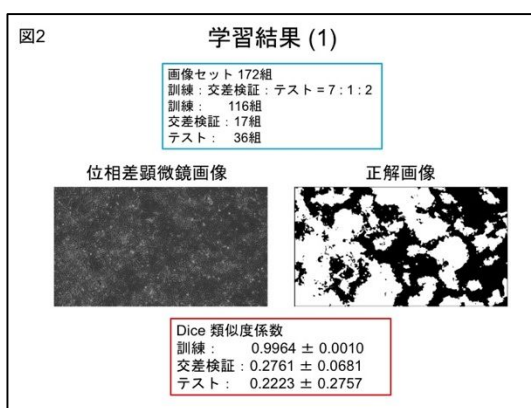 図2
学習結果 (1)
画像セット 172組
訓練：交差検証：テスト = 7 : 1 : 2
訓練： 116組
交差検証：17組
テスト： 36組
位相差顕微鏡画像
正解画像
Dice 類似度係数
訓練： 0.9964 ± 0.0010
交差検証：0.2761 ± 0.0681
テスト： 0.2223 ± 0.2757